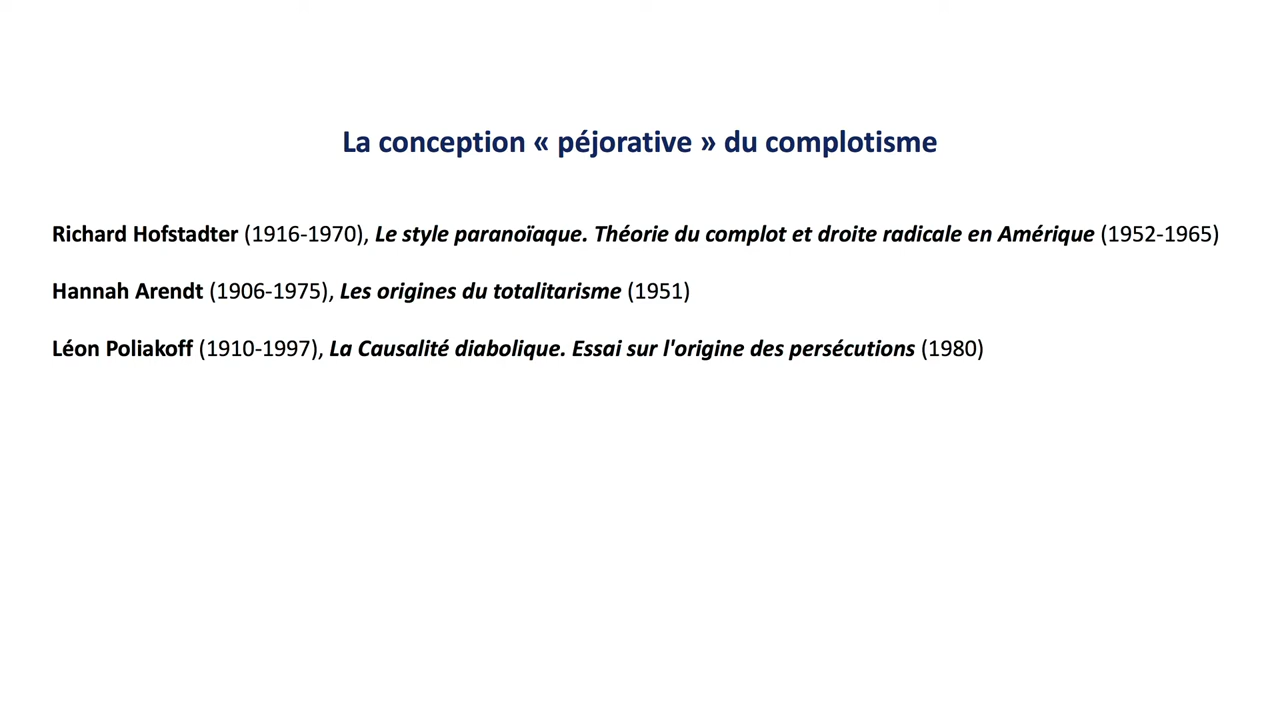 La conception « péjorative » du complotisme
Richard Hofstadter (1916-1970), Le style paranoïaque. Théorie du complot et droite radicale en Amérique (1952-1965)
Hannah Arendt (1906-1975), Les origines du totalitarisme (1951)
Léon Poliakoff (1910-1997), La Causalité diabolique. Essai sur l'origine des persécutions (1980)